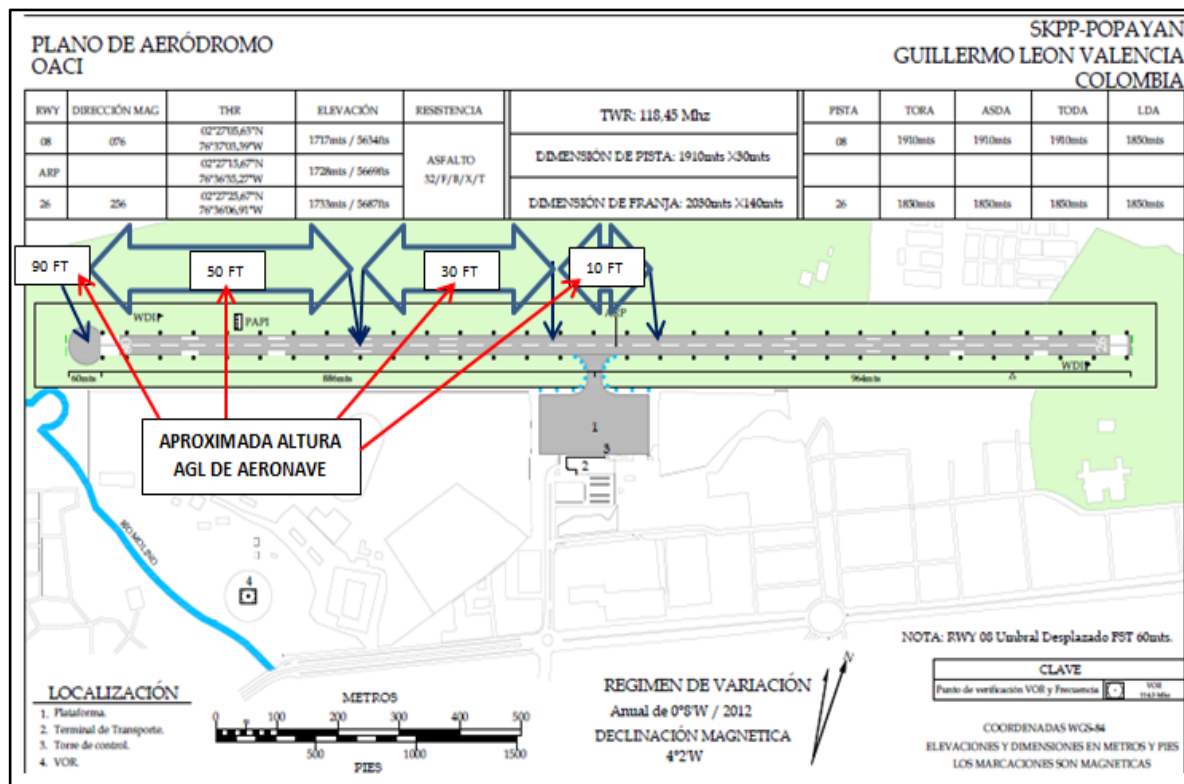 PLANO DE AERÓDROMO
OACI
SKPP-POPAYAN
GUILLERMO LEON VALENCIA
COLOMBIA
RWY DIRECCIÓN MAG THR ELEVACIÓN RESISTENCIA
08 076 02°27'05,63"N 76°37'03,39"W 1717mts / 5634fts
ARP 02°27'15,67"N 76°36'35,27"W 1728mts / 5669fts
26 256 02°27'25,67"N 76°36'06,91"W 1733mts / 5687fts
ASFALTO
32/F/B/X/T
TWR: 118,45 Mhz
DIMENSIÓN DE PISTA: 1910mts X30mts
DIMENSIÓN DE FRANJA: 2030mts X140mts
PISTA TORA ASDA TODA LDA
08 1910mts 1910mts 1910mts 1850mts
26 1850mts 1850mts 1850mts 1850mts
90 FT
50 FT
30 FT
10 FT
WDI
PAPI
ARP
26
WDI
60mts
886mts
964mts
1
3
2
APROXIMADA ALTURA
AGL DE AERONAVE
RIO MOLINO
4
NOTA: RWY 08 Umbral Desplazado PST 60mts.
CLAVE
Punto de verificación VOR y Frecuencia
VOR
LOCALIZACIÓN
1. Plataforma.
2. Terminal de Transporte.
3. Torre de control.
4. VOR.
METROS
100 0 100 200 300 400 500
500 1000 1500
PIES
REGIMEN DE VARIACIÓN
Anual de 0°8'W / 2012
DECLINACIÓN MAGNETICA
4°2'W
N
COORDENADAS WGS-84
ELEVACIONES Y DIMENSIONES EN METROS Y PIES
LOS MARCACIONES SON MAGNETICAS